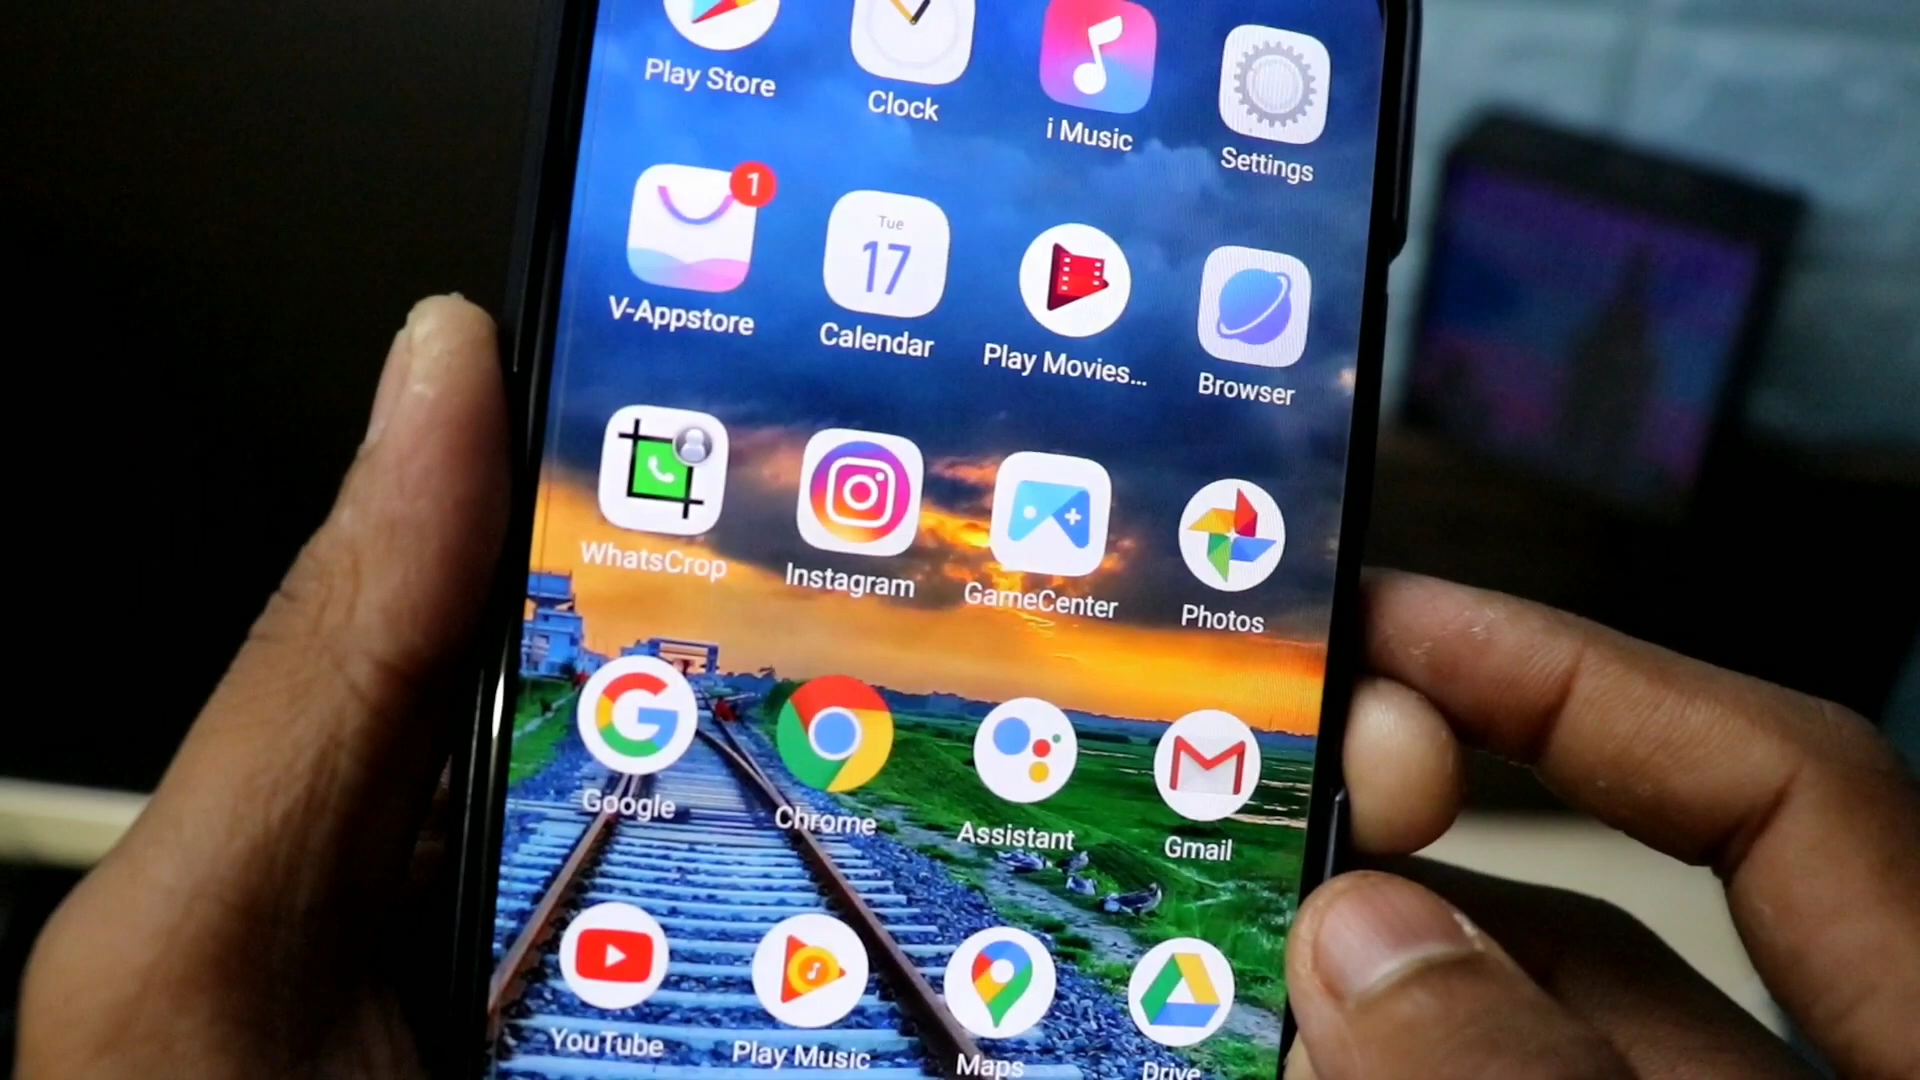 Play Store
Clock
i Music
Settings
1
V-Appstore
Tue
17
Calendar
Play Movies...
Browser
WhatsCrop
Instagram
GameCenter
Photos
Google
Chrome
Assistant
Gmail
YouTube
Play Music
Maps
Drive